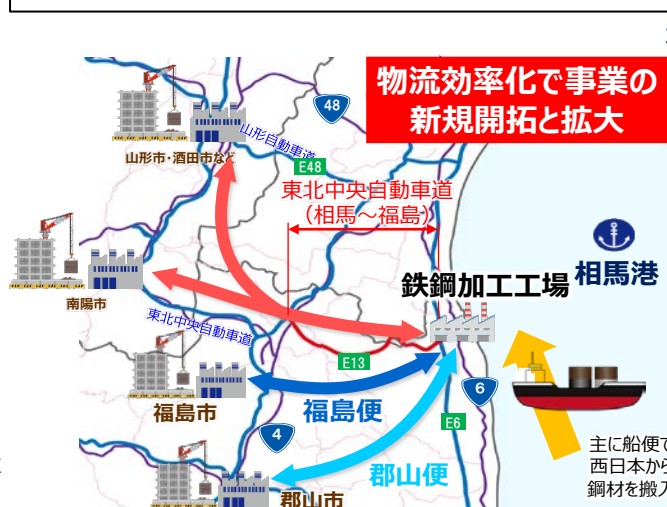 物流効率化で事業の
新規開拓と拡大
48
山形自動車道
山形市・酒田市など
E48
東北中央自動車道
（相馬～福島）
鉄鋼加工工場
相馬港
南陽市
東北中央自動車道
E13
福島市
福島便
6
4
E6
郡山便
郡山市
主に船便で
西日本から
鋼材を搬入